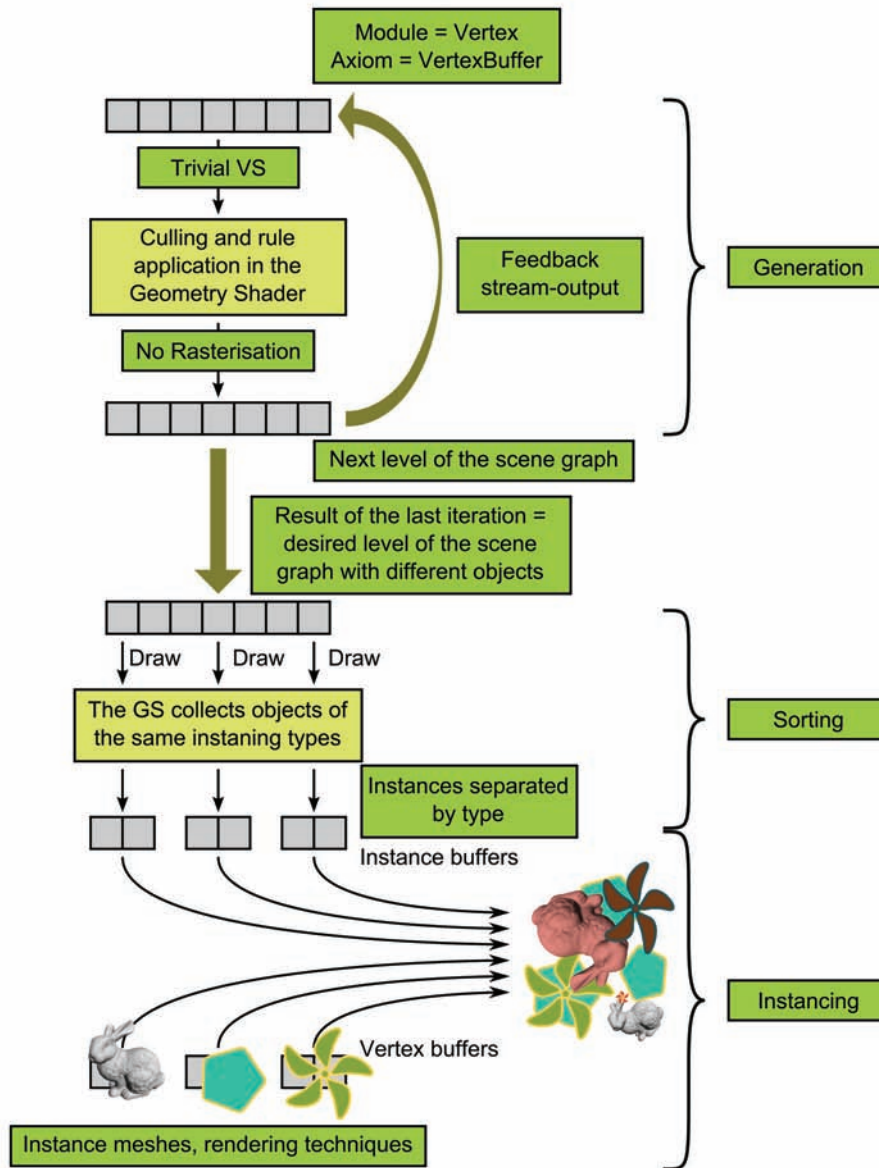 Module = Vertex
Axiom = VertexBuffer
Trivial VS
Culling and rule
application in the
Geometry Shader
Feedback
stream-output
Generation
No Rasterisation
Next level of the scene graph
Result of the last iteration =
desired level of the scene
graph with different objects
Draw
Draw
Draw
The GS collects objects of
the same instaning types
Sorting
Instances separated
by type
Instance buffers
Instancing
Vertex buffers
Instance meshes, rendering techniques